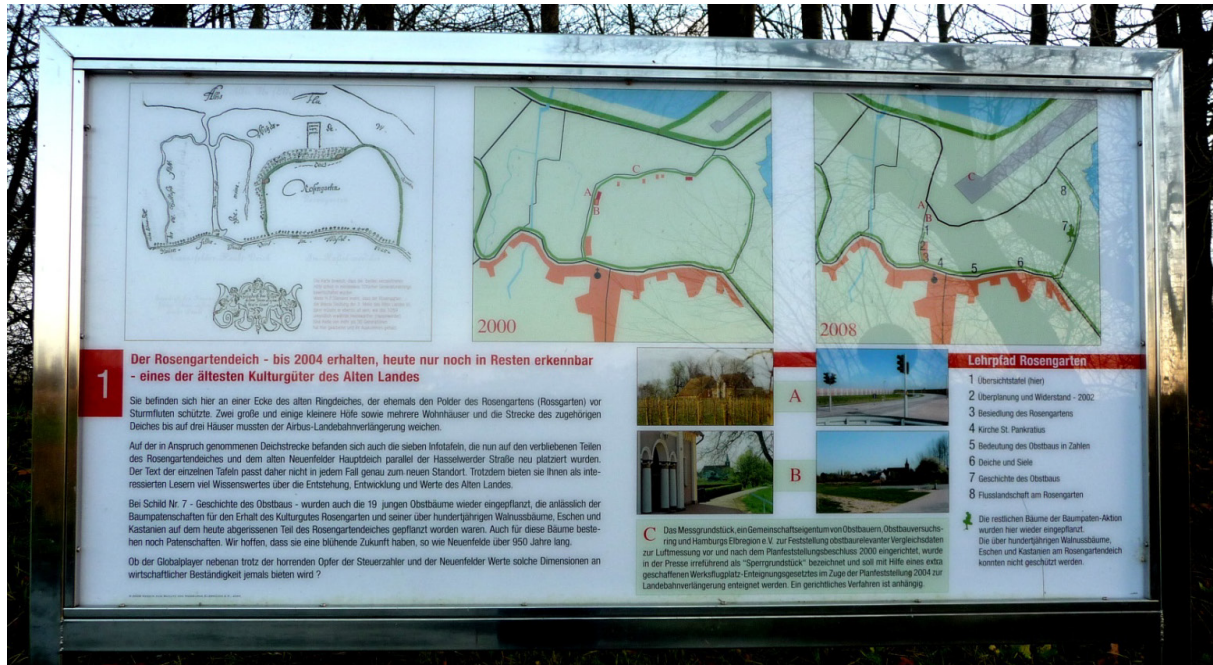 2000
A
B
C
2008
C
A
B
1
2
3
4
5
6
7
8
1
Der Rosengartendeich - bis 2004 erhalten, heute nur noch in Resten erkennbar
- eines der ältesten Kulturgüter des Alten Landes
Sie befinden sich hier an einer Ecke des alten Ringdeiches, der ehemals den Polder des Rosengartens (Rossgarten) vor
Sturmfluten schützte. Zwei große und einige kleinere Höfe sowie mehrere Wohnhäuser und die Strecke des zugehörigen
Deiches bis auf drei Häuser mussten der Airbus-Landebahnverlängerung weichen.
Auf der in Anspruch genommenen Deichstrecke befanden sich auch die sieben Infotafeln, die nun auf den verbliebenen Teilen
des Rosengartendeiches und dem alten Neuenfelder Hauptdeich parallel der Hasselwerder Straße neu platziert wurden.
Der Text der einzelnen Tafeln passt daher nicht in jedem Fall genau zum neuen Standort. Trotzdem bieten sie Ihnen als inte-
ressierten Lesern viel Wissenswertes über die Entstehung, Entwicklung und Werte des Alten Landes.
Bei Schild Nr. 7 - Geschichte des Obstbaus - wurden auch die 19 jungen Obstbäume wieder eingepflanzt, die anlässlich der
Baumpatenschaften für den Erhalt des Kulturgutes Rosengarten und seiner über hundertjährigen Walnussbäume, Eschen und
Kastanien auf dem heute abgerissenen Teil des Rosengartendeiches gepflanzt worden waren. Auch für diese Bäume beste-
hen noch Patenschaften. Wir hoffen, dass sie eine blühende Zukunft haben, so wie Neuenfelde über 950 Jahre lang.
Ob der Globalplayer nebenan trotz der horrenden Opfer der Steuerzahler und der Neuenfelder Werte solche Dimensionen an
wirtschaftlicher Beständigkeit jemals bieten wird ?
A
B
C Das Messgrundstück, ein Gemeinschaftseigentum von Obstbauern, Obstbauversuchs-
ring und Hamburgs Elbregion e.V. zur Feststellung obstbaurelevanter Vergleichsdaten
zur Luftmessung vor und nach dem Planfeststellungsbeschluss 2000 eingerichtet, wurde
in der Presse irreführend als "Sperrgrundstück" bezeichnet und soll mit Hilfe eines extra
geschaffenen Werksflugplatz-Enteignungsgesetzes im Zuge der Planfeststellung 2004 zur
Landebahnverlängerung enteignet werden. Ein gerichtliches Verfahren ist anhängig.
Lehrpfad Rosengarten
1 Übersichtstafel (hier)
2 Überplanung und Widerstand - 2002
3 Besiedlung des Rosengartens
4 Kirche St. Pankratius
5 Bedeutung des Obstbaus in Zahlen
6 Deiche und Siele
7 Geschichte des Obstbaus
8 Flusslandschaft am Rosengarten
Die restlichen Bäume der Baumpaten-Aktion
wurden hier wieder eingepflanzt.
Die über hundertjährigen Walnussbäume,
Eschen und Kastanien am Rosengartendeich
konnten nicht geschützt werden.